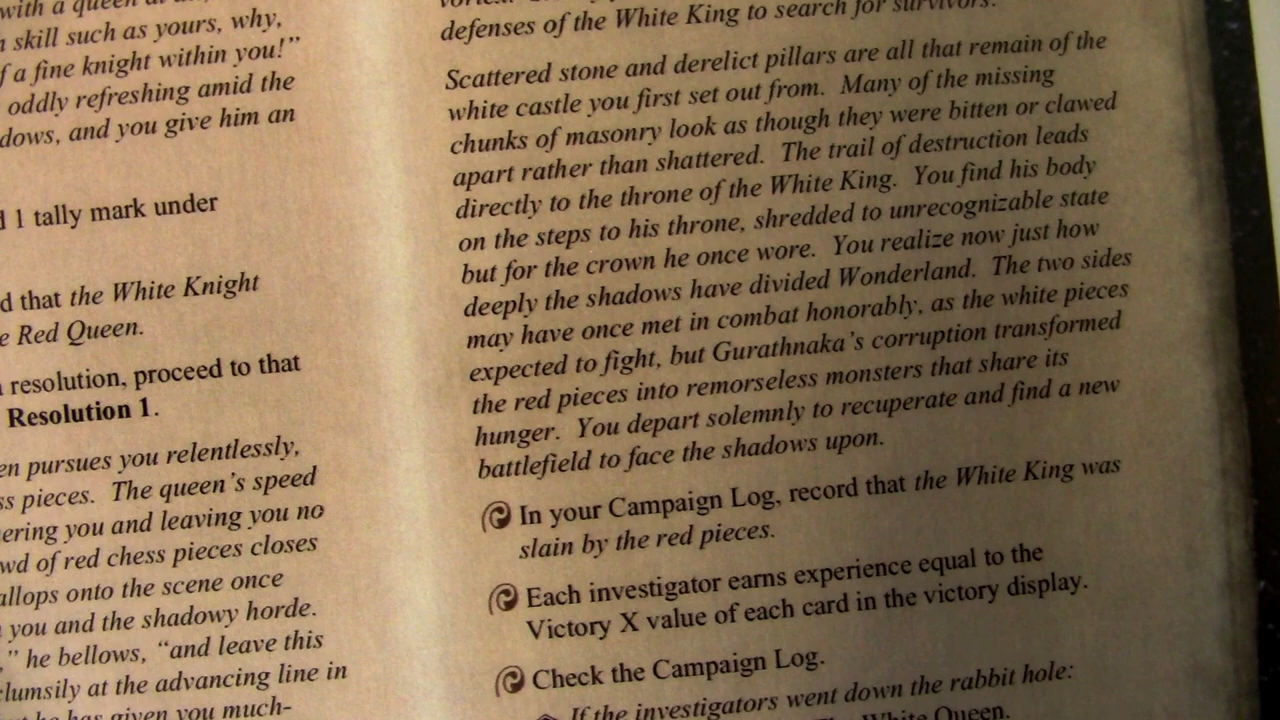 with a queen at
skill such as yours, why,
f a fine knight within you!”
oddly refreshing amid the
dows, and you give him an
1 tally mark under
d that the White Knight
Red Queen.
resolution, proceed to that
Resolution 1.
en pursues you relentlessly,
ss pieces. The queen’s speed
ering you and leaving you no
wd of red chess pieces closes
allops onto the scene once
you and the shadowy horde.
,” he bellows, “and leave this
clumsily at the advancing line in
he has given you much-
defenses of the White King to search for survivors.
Scattered stone and derelict pillars are all that remain of the
white castle you first set out from. Many of the missing
chunks of masonry look as though they were bitten or clawed
apart rather than shattered. The trail of destruction leads
directly to the throne of the White King. You find his body
on the steps to his throne, shredded to unrecognizable state
but for the crown he once wore. You realize now just how
deeply the shadows have divided Wonderland. The two sides
may have once met in combat honorably, as the white pieces
expected to fight, but Gurathnaka’s corruption transformed
the red pieces into remorseless monsters that share its
hunger. You depart solemnly to recuperate and find a new
battlefield to face the shadows upon.
In your Campaign Log, record that the White King was
slain by the red pieces.
Each investigator earns experience equal to the
Victory X value of each card in the victory display.
Check the Campaign Log.
If the investigators went down the rabbit hole:
White Queen.